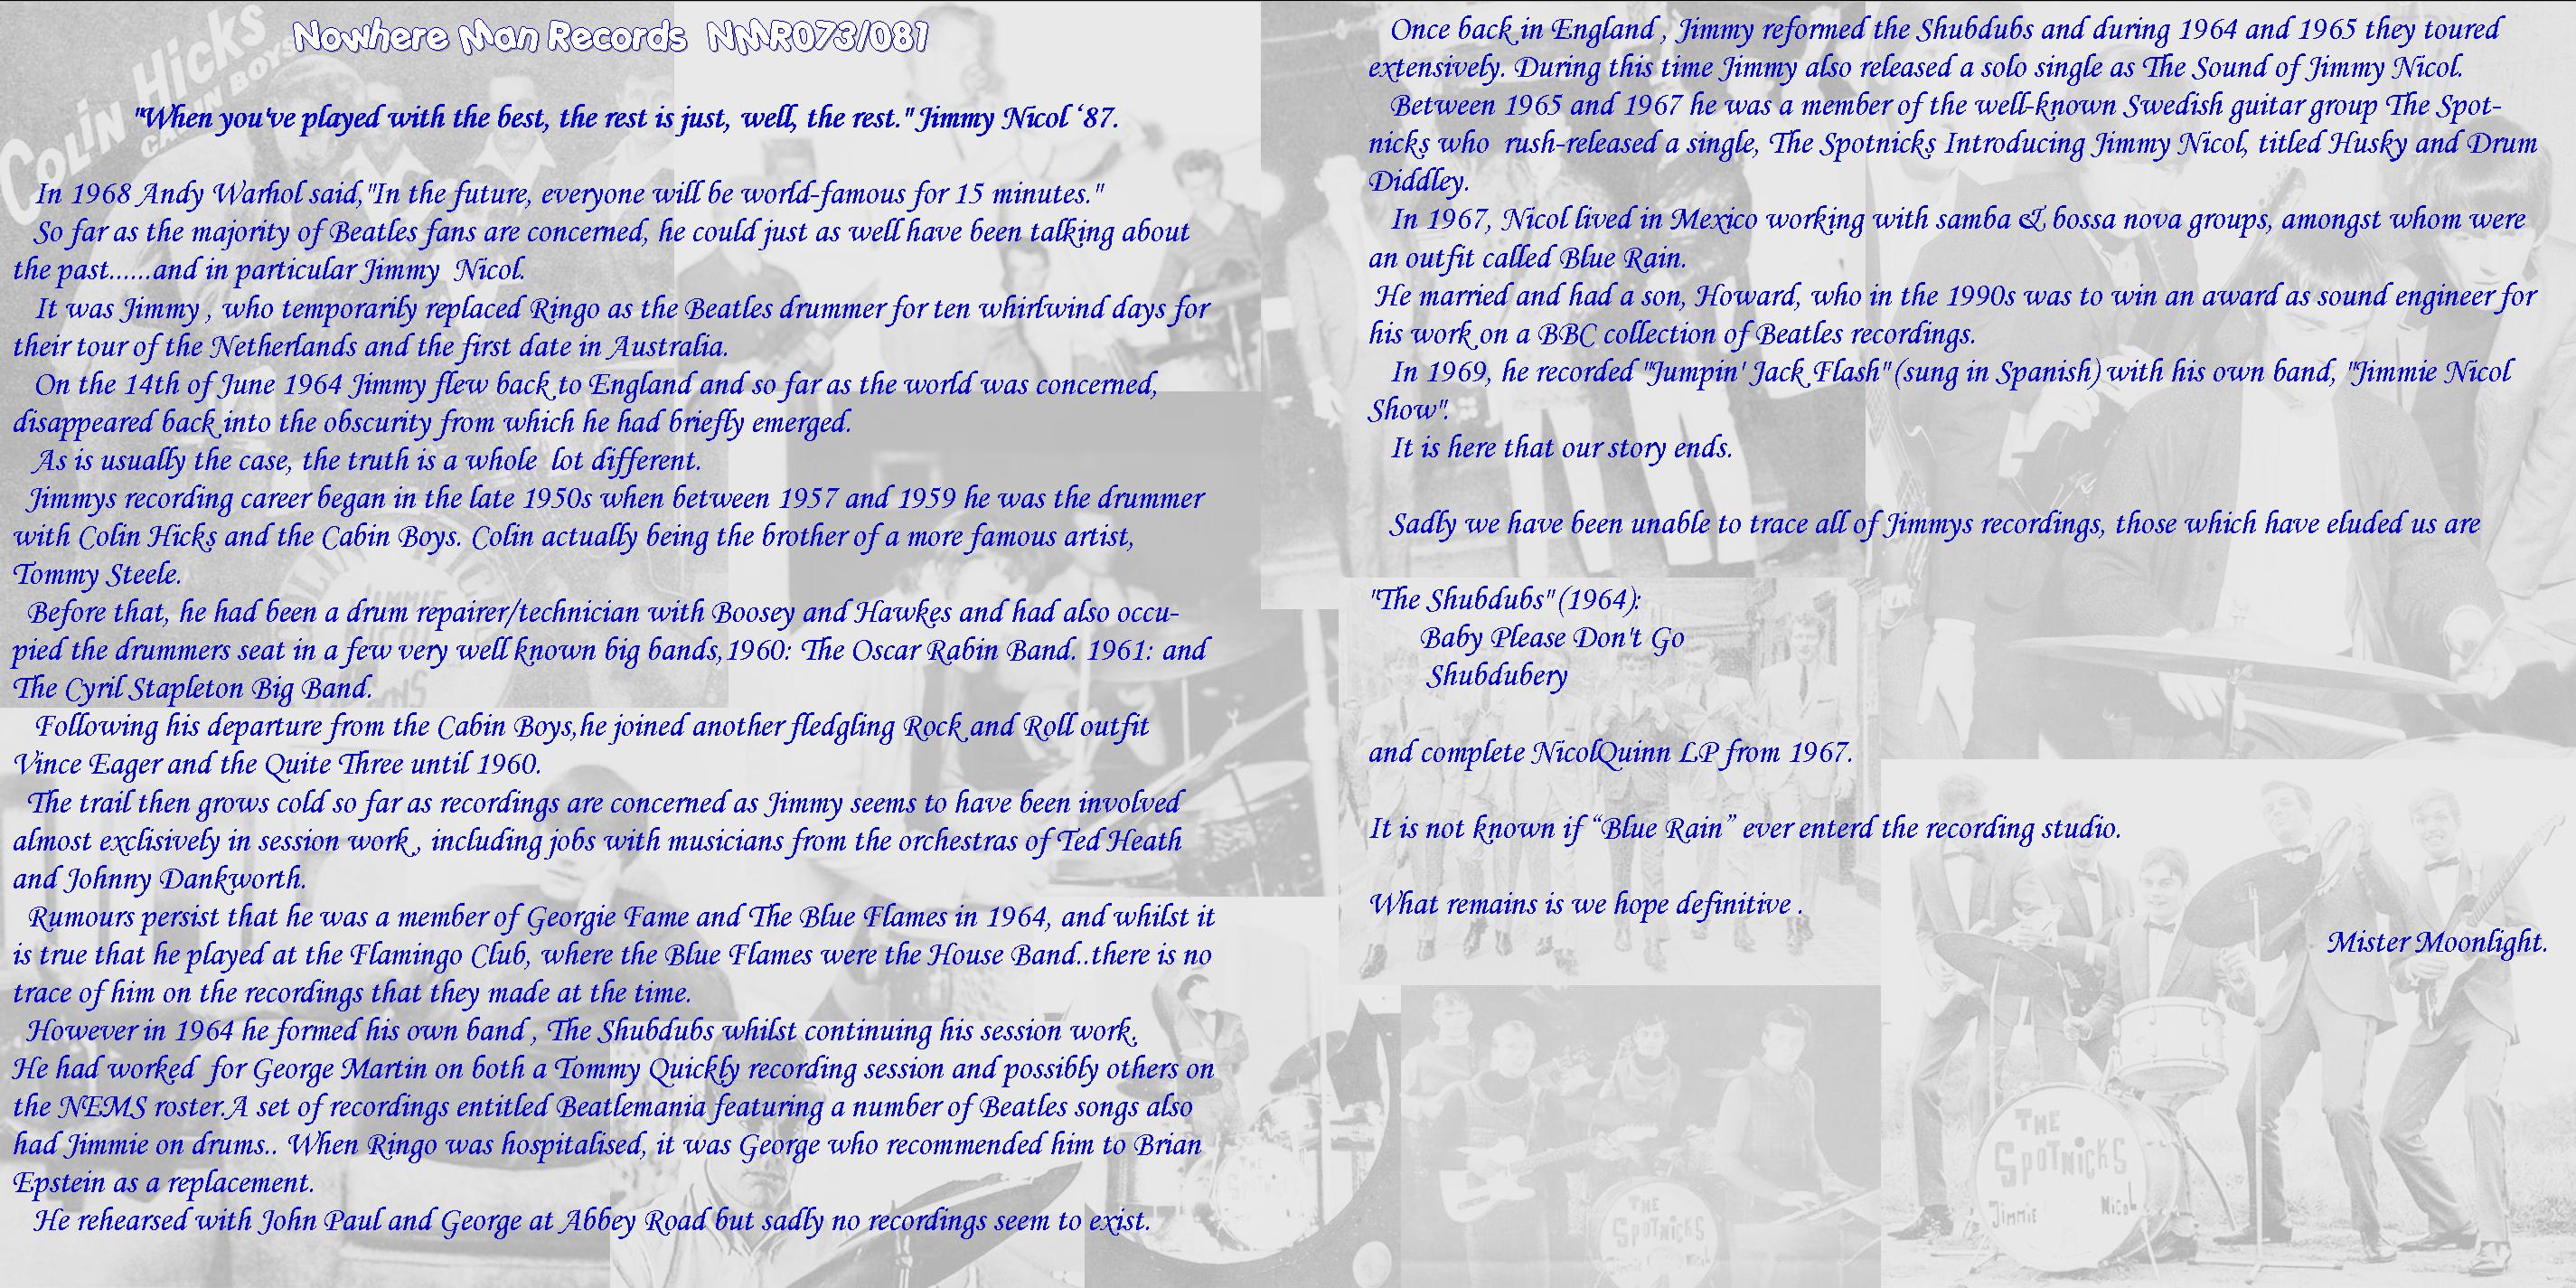 Nowhere Man Records NMR073/081
"When you've played with the best, the rest is just, well, the rest." Jimmy Nicol ‘87.
In 1968 Andy Warhol said,"In the future, everyone will be world-famous for 15 minutes."
So far as the majority of Beatles fans are concerned, he could just as well have been talking about
the past......and in particular Jimmy Nicol.
It was Jimmy , who temporarily replaced Ringo as the Beatles drummer for ten whirlwind days for
their tour of the Netherlands and the first date in Australia.
On the 14th of June 1964 Jimmy flew back to England and so far as the world was concerned,
disappeared back into the obscurity from which he had briefly emerged.
As is usually the case, the truth is a whole lot different.
Jimmys recording career began in the late 1950s when between 1957 and 1959 he was the drummer
with Colin Hicks and the Cabin Boys. Colin actually being the brother of a more famous artist,
Tommy Steele.
Before that, he had been a drum repairer/technician with Boosey and Hawkes and had also occu-
pied the drummers seat in a few very well known big bands,1960: The Oscar Rabin Band. 1961: and
The Cyril Stapleton Big Band.
Following his departure from the Cabin Boys,he joined another fledgling Rock and Roll outfit
Vince Eager and the Quite Three until 1960.
The trail then grows cold so far as recordings are concerned as Jimmy seems to have been involved
almost exclisively in session work , including jobs with musicians from the orchestras of Ted Heath
and Johnny Dankworth.
Rumours persist that he was a member of Georgie Fame and The Blue Flames in 1964, and whilst it
is true that he played at the Flamingo Club, where the Blue Flames were the House Band..there is no
trace of him on the recordings that they made at the time.
However in 1964 he formed his own band , The Shubdubs whilst continuing his session work.
He had worked for George Martin on both a Tommy Quickly recording session and possibly others on
the NEMS roster.A set of recordings entitled Beatlemania featuring a number of Beatles songs also
had Jimmie on drums.. When Ringo was hospitalised, it was George who recommended him to Brian
Epstein as a replacement.
He rehearsed with John Paul and George at Abbey Road but sadly no recordings seem to exist.
Once back in England , Jimmy reformed the Shubdubs and during 1964 and 1965 they toured
extensively. During this time Jimmy also released a solo single as The Sound of Jimmy Nicol.
Between 1965 and 1967 he was a member of the well-known Swedish guitar group The Spot-
nicks who rush-released a single, The Spotnicks Introducing Jimmy Nicol, titled Husky and Drum
Diddley.
In 1967, Nicol lived in Mexico working with samba & bossa nova groups, amongst whom were
an outfit called Blue Rain.
He married and had a son, Howard, who in the 1990s was to win an award as sound engineer for
his work on a BBC collection of Beatles recordings.
In 1969, he recorded "Jumpin' Jack Flash" (sung in Spanish) with his own band, "Jimmie Nicol
Show".
It is here that our story ends.
Sadly we have been unable to trace all of Jimmys recordings, those which have eluded us are
"The Shubdubs" (1964):
Baby Please Don't Go
Shubdubery
and complete NicolQuinn LP from 1967.
It is not known if “Blue Rain” ever enterd the recording studio.
What remains is we hope definitive .
Mister Moonlight.
COLIN HICKS
CABIN BOYS
THE
SPOTNICKS
JIMMIE NICOL
THE
SPOTNICKS